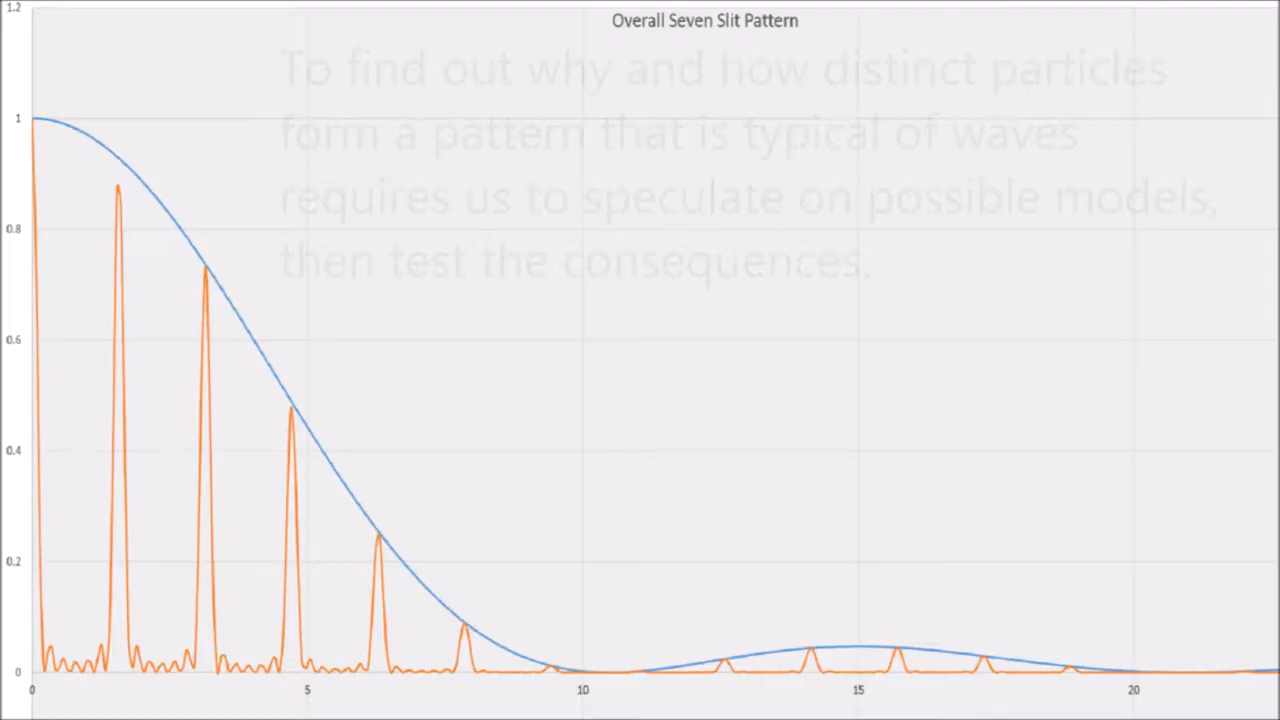 Overall Seven Slit Pattern
To find out why and how distinct particles
form a pattern that is typical of waves
requires us to speculate on possible models,
then test the consequences.
1.2
1
0.8
0.6
0.4
0.2
0
0 5 10 15 20